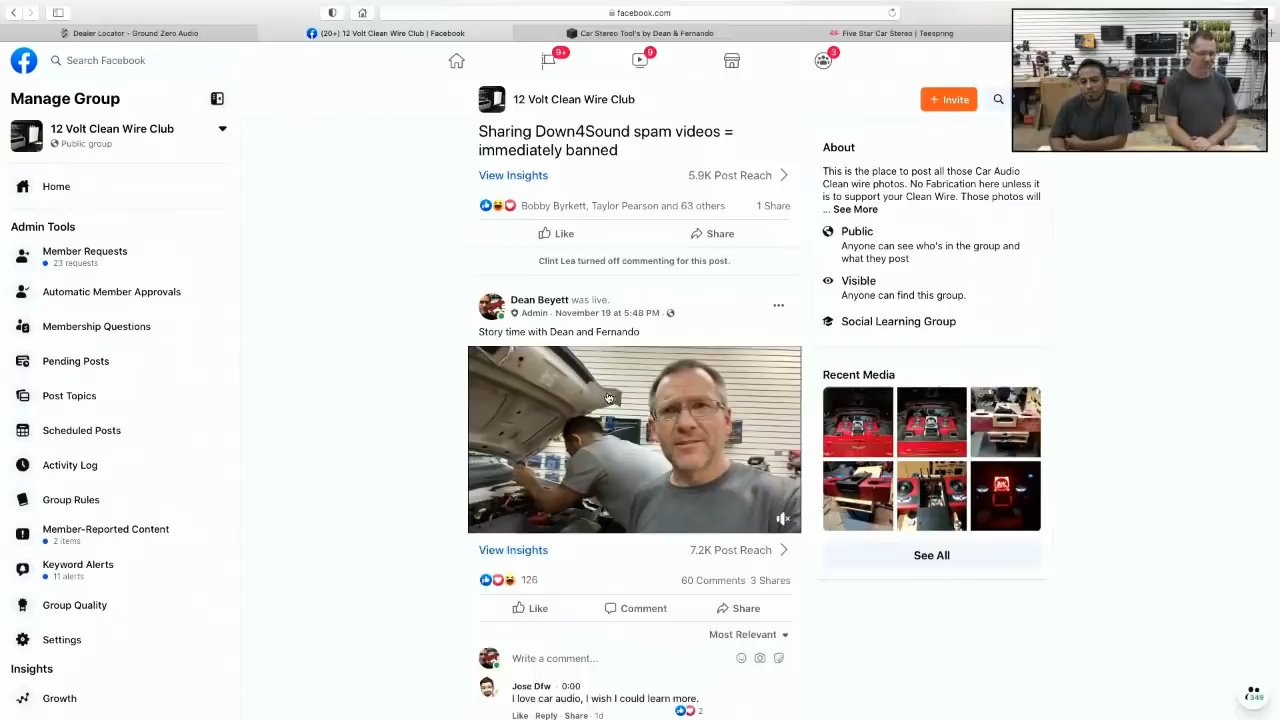 facebook.com
Dealer Locator - Ground Zero Audio
(20+) 12 Volt Clean Wire Club | Facebook
Car Stereo Tool's by Dean & Fernando
Five Star Car Stereo | Teespring
Search Facebook
9+
9
3
Manage Group
12 Volt Clean Wire Club
Public group
Home
Admin Tools
Member Requests
23 requests
Automatic Member Approvals
Membership Questions
Pending Posts
Post Topics
Scheduled Posts
Activity Log
Group Rules
Member-Reported Content
2 items
Keyword Alerts
11 alerts
Group Quality
Settings
Insights
Growth
12 Volt Clean Wire Club
+ Invite
Sharing Down4Sound spam videos =
immediately banned
View Insights
5.9K Post Reach
Bobby Byrkett, Taylor Pearson and 63 others
1 Share
Like
Share
Clint Lea turned off commenting for this post.
Dean Beyett was live.
Admin · November 19 at 5:48 PM ·
Story time with Dean and Fernando
View Insights
7.2K Post Reach
126
60 Comments 3 Shares
Like
Comment
Share
Most Relevant
Write a comment...
Jose Dfw · 0:00
I love car audio, I wish I could learn more.
2
Like · Reply · Share · 1d
About
This is the place to post all those Car Audio
Clean wire photos. No Fabrication here unless it
is to support your Clean Wire. Those photos will
... See More
Public
Anyone can see who's in the group and
what they post
Visible
Anyone can find this group.
Social Learning Group
Recent Media
See All
349